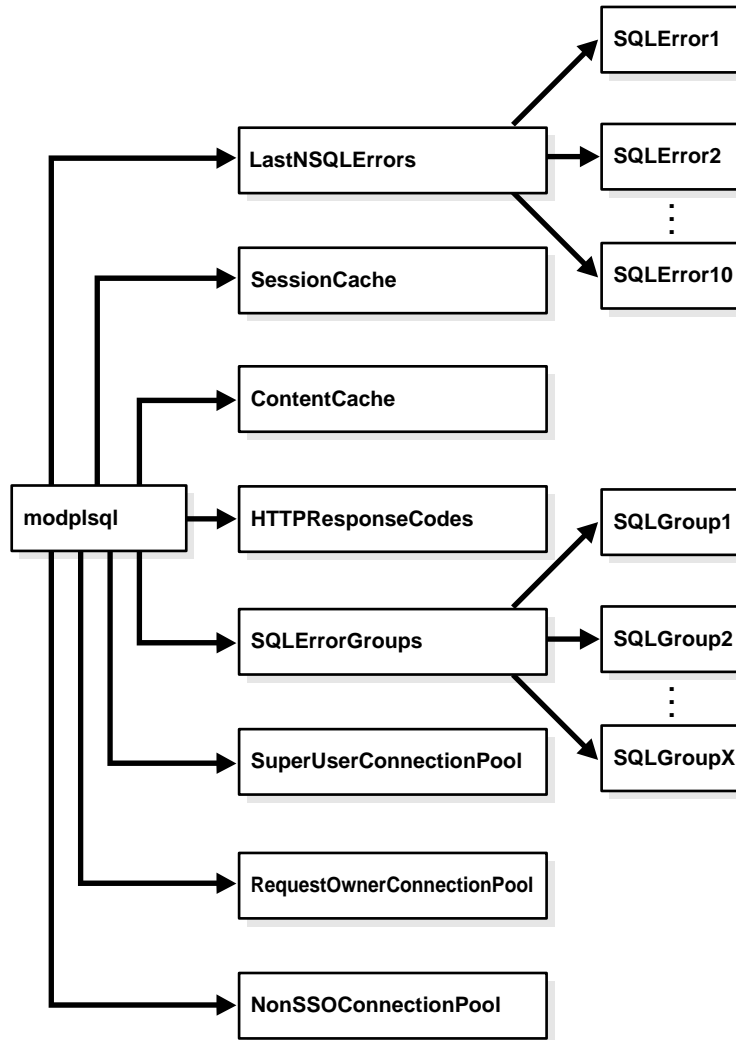 SQLError1
LastNSQLErrors
SQLError2
SQLError10
SessionCache
ContentCache
modplsql
HTTPResponseCodes
SQLGroup1
SQLErrorGroups
SQLGroup2
SQLGroupX
SuperUserConnectionPool
RequestOwnerConnectionPool
NonSSOConnectionPool